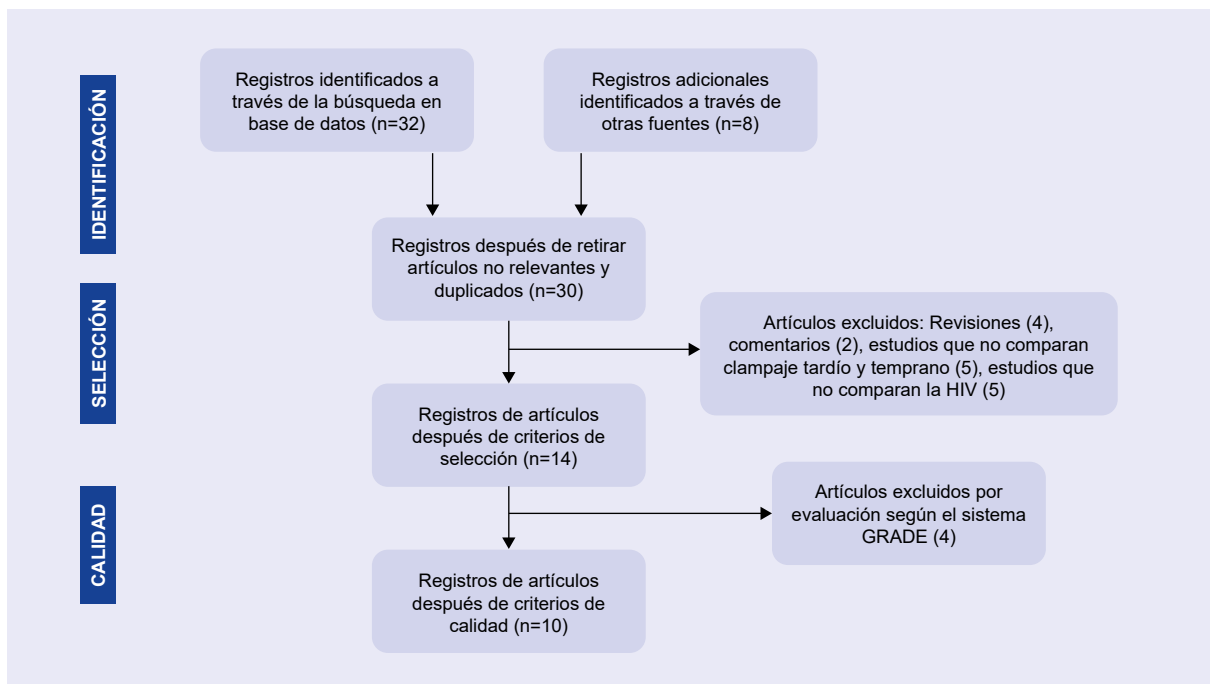 IDENTIFICACIÓN
Registros identificados a
través de la búsqueda en
base de datos (n=32)
Registros adicionales
identificados a través de
otras fuentes (n=8)
Registros después de retirar
artículos no relevantes y
duplicados (n=30)
SELECCIÓN
Artículos excluidos: Revisiones (4),
comentarios (2), estudios que no comparan
clampaje tardío y temprano (5), estudios que
no comparan la HIV (5)
Registros de artículos
después de criterios de
selección (n=14)
CALIDAD
Artículos excluidos por
evaluación según el sistema
GRADE (4)
Registros de artículos
después de criterios de
calidad (n=10)